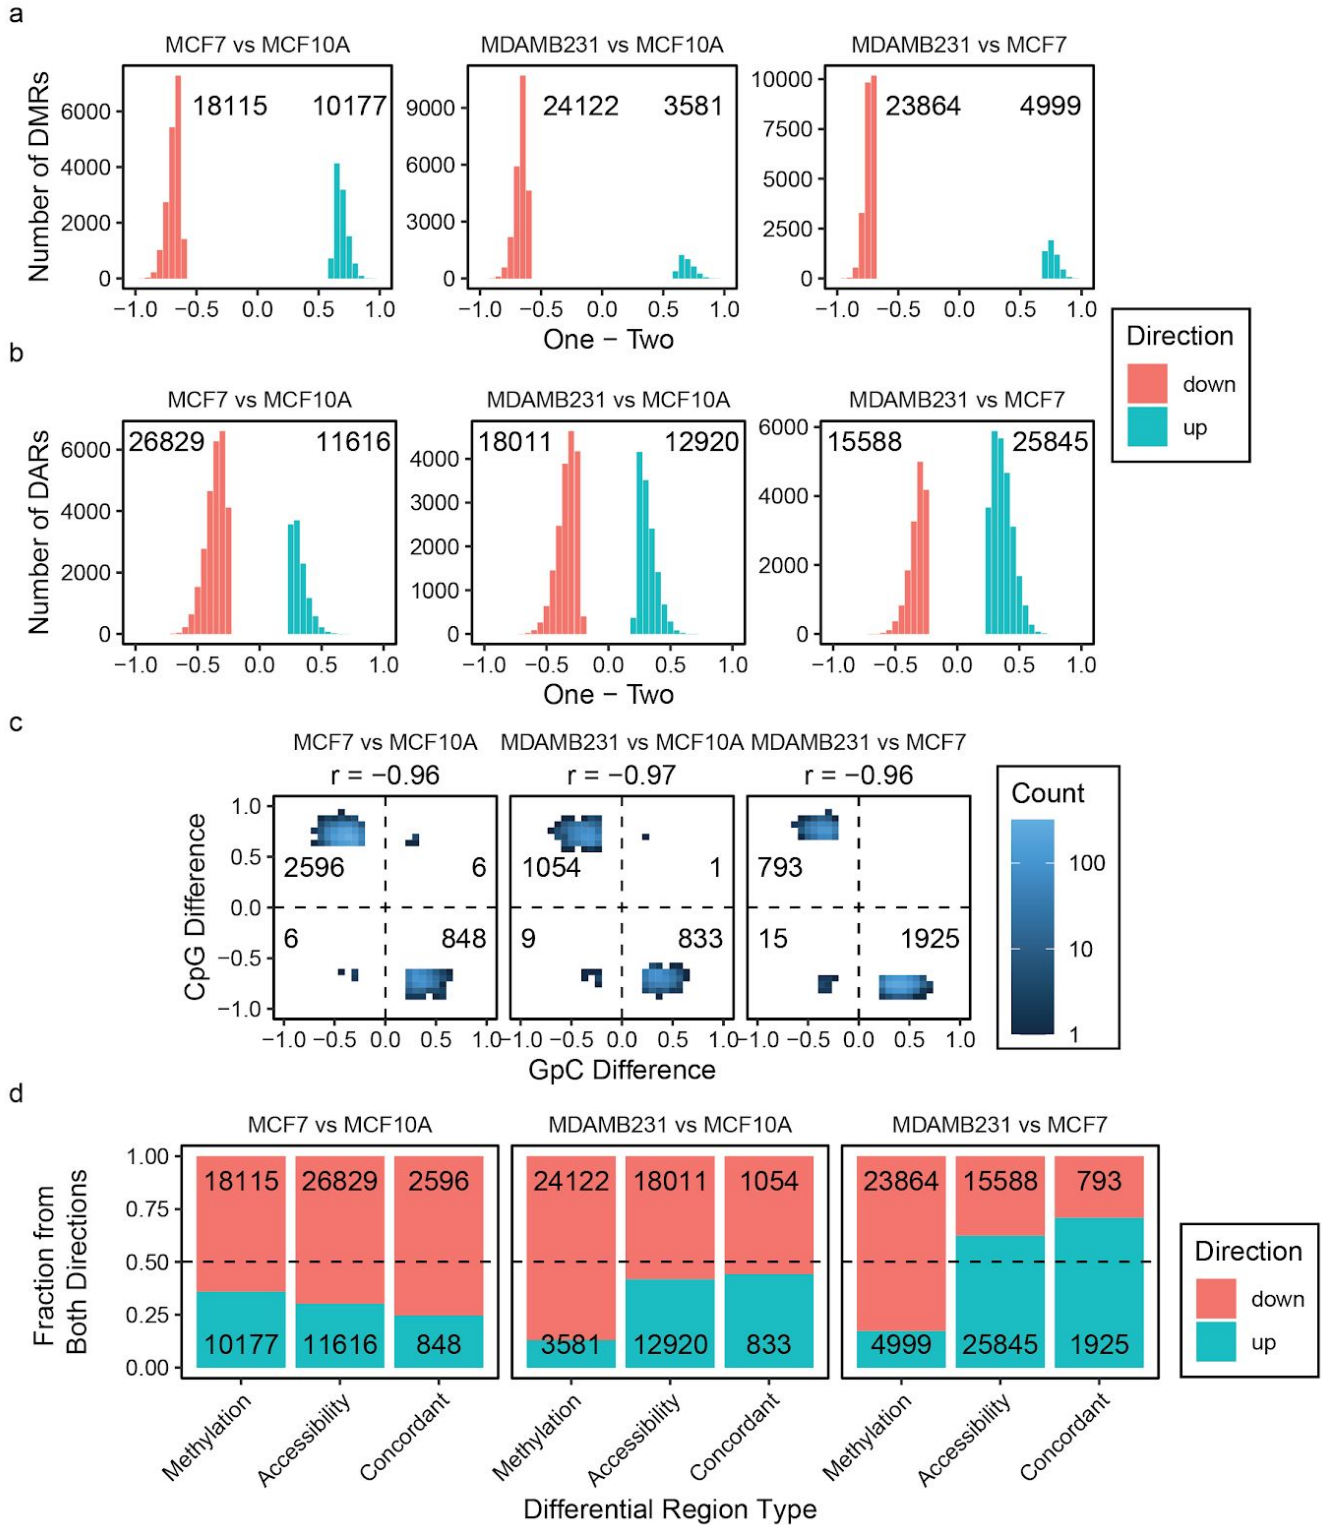 a
MCF7 vs MCF10A MDAMB231 vs MCF10A MDAMB231 vs MCF7
Number of DMRs
6000 4000 2000 0
18115 10177
−1.0 −0.5 0.0 0.5 1.0
9000 6000 3000 0
24122 3581
−1.0 −0.5 0.0 0.5 1.0
10000 7500 5000 2500 0
23864 4999
−1.0 −0.5 0.0 0.5 1.0
One − Two
Direction
down
up
b
MCF7 vs MCF10A MDAMB231 vs MCF10A MDAMB231 vs MCF7
Number of DARs
6000 4000 2000 0
26829 11616
−1.0 −0.5 0.0 0.5 1.0
4000 3000 2000 1000 0
18011 12920
−1.0 −0.5 0.0 0.5 1.0
6000 4000 2000 0
15588 25845
−1.0 −0.5 0.0 0.5 1.0
One − Two
c
MCF7 vs MCF10A MDAMB231 vs MCF10A MDAMB231 vs MCF7
r = −0.96 r = −0.97 r = −0.96
CpG Difference
1.0 0.5 0.0 −0.5 −1.0
2596 6
6 848
1054 1
9 833
793
15 1925
−1.0 −0.5 0.0 0.5 1.0 −1.0 −0.5 0.0 0.5 1.0 −1.0 −0.5 0.0 0.5 1.0
GpC Difference
Count
100
10
1
d
MCF7 vs MCF10A MDAMB231 vs MCF10A MDAMB231 vs MCF7
Fraction from
Both Directions
1.00 0.75 0.50 0.25 0.00
18115 26829 2596
10177 11616 848
24122 18011 1054
3581 12920 833
23864 15588 793
4999 25845 1925
Methylation Accessibility Concordant Methylation Accessibility Concordant Methylation Accessibility Concordant
Differential Region Type
Direction
down
up